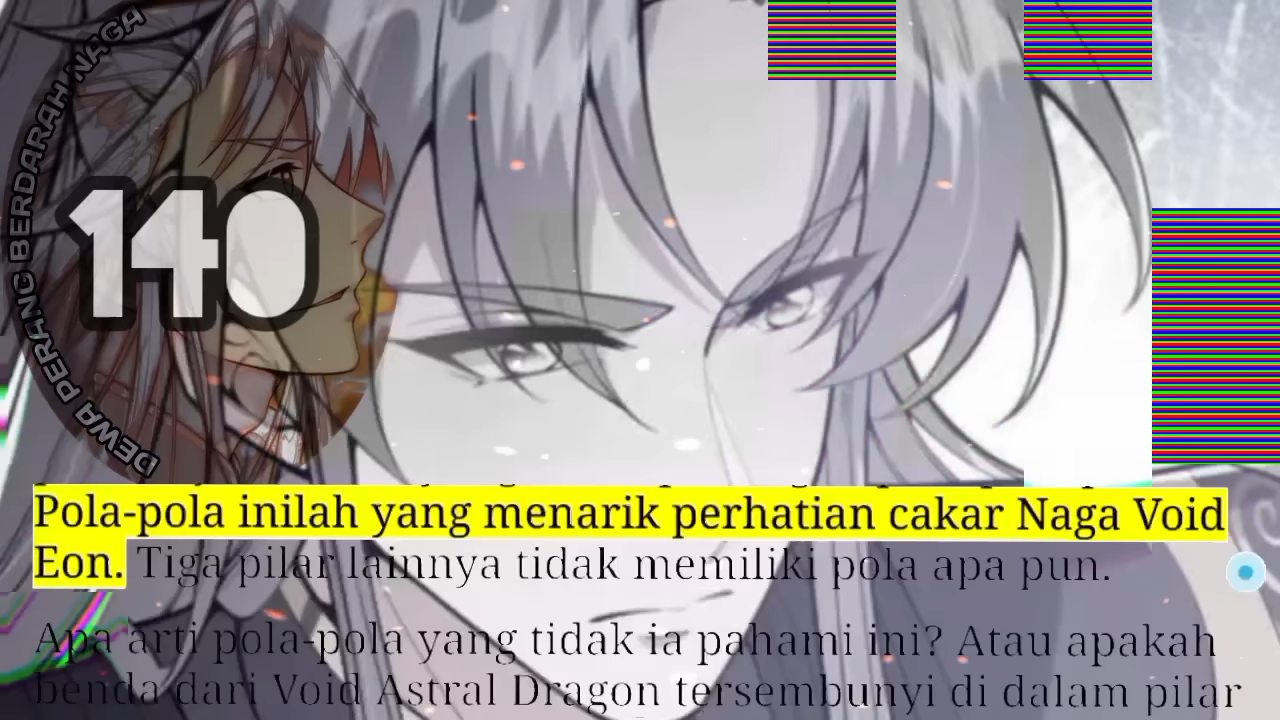 DEWA PERANG BERDARAH NAGA
140
Pola-pola inilah yang menarik perhatian cakar Naga Void
Eon. Tiga pilar lainnya tidak memiliki pola apa pun.
Apa arti pola-pola yang tidak ia pahami ini? Atau apakah
benda dari Void Astral Dragon tersembunyi di dalam pilar